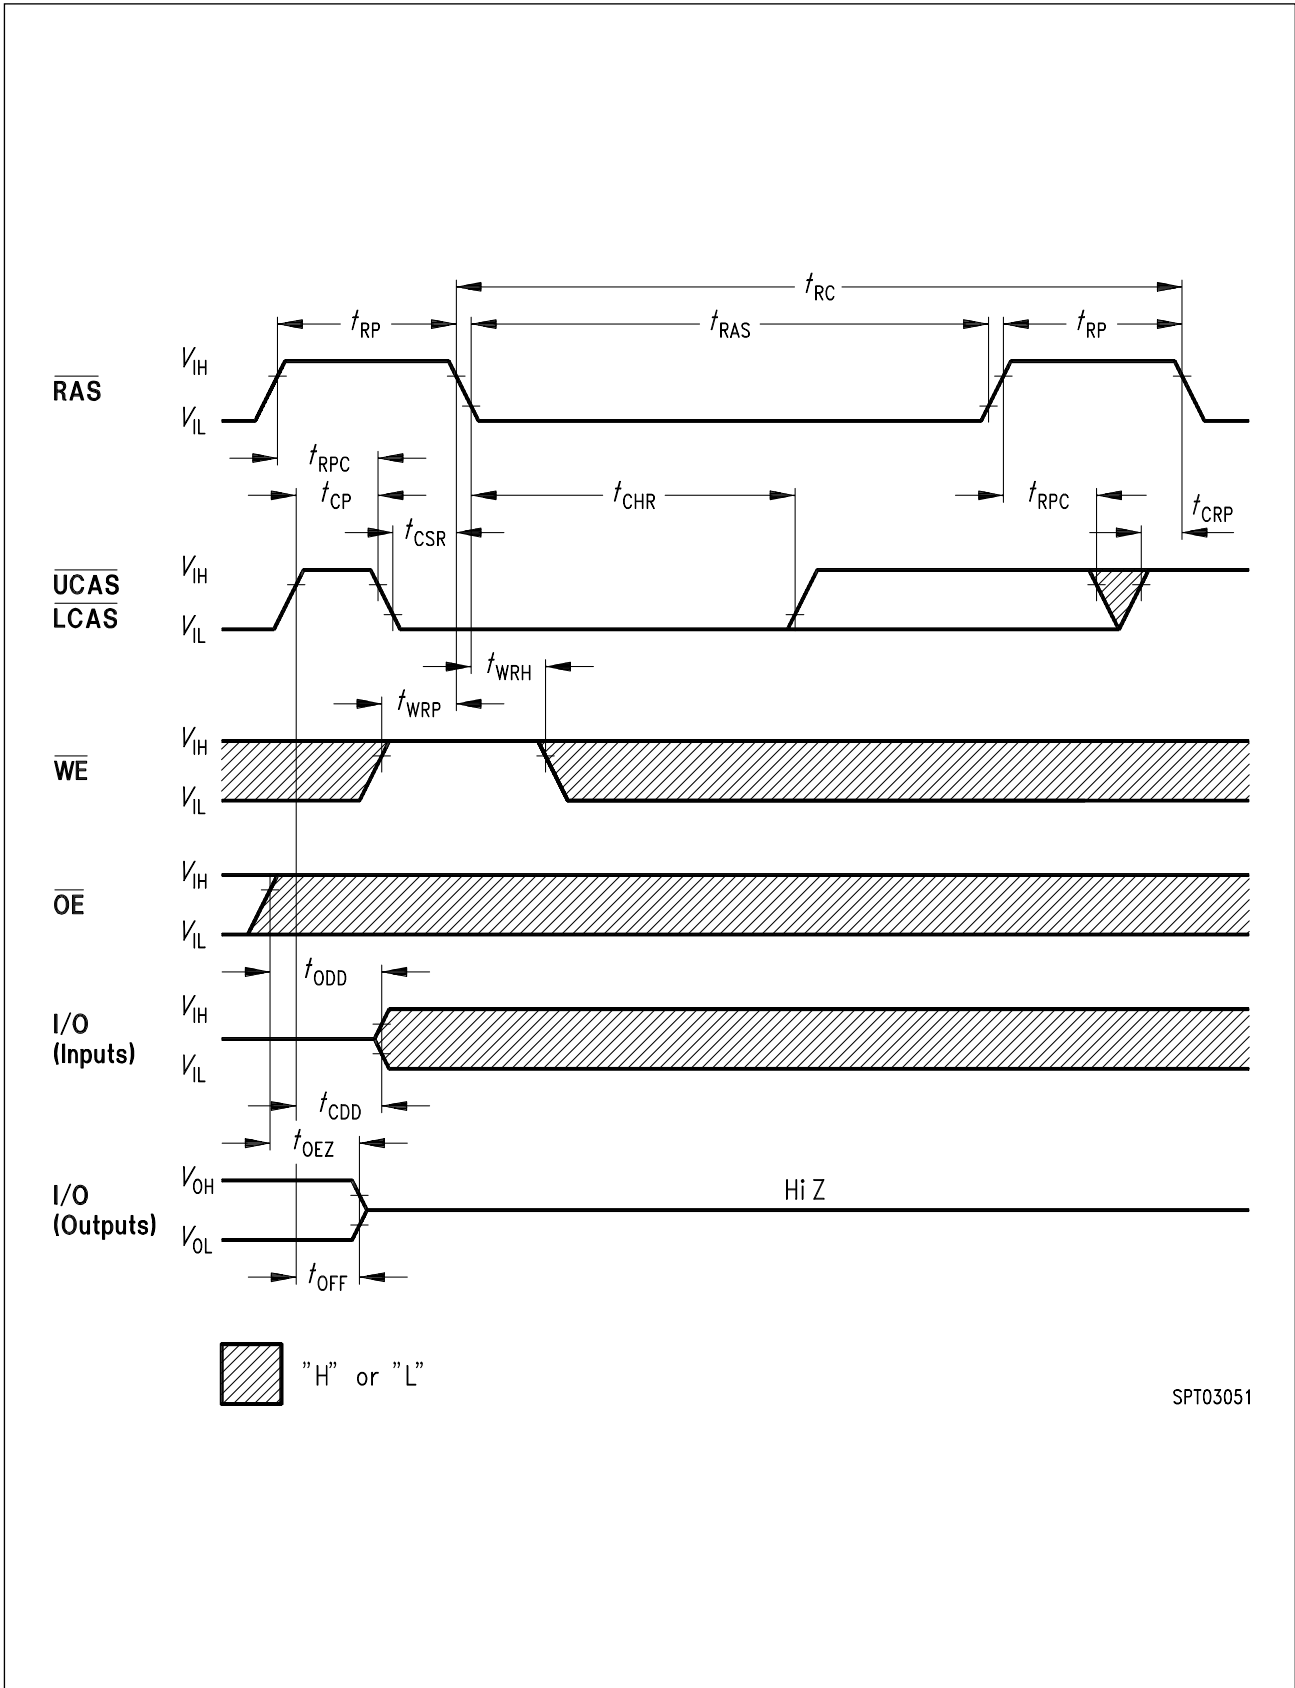 tRC
tRP tRAS tRP
VIH
RAS
VIL
tRPC
tCP tCHR tRPC tCRP
tCSR
VIH
UCAS
LCAS
VIL
tWRH
tWRP
VIH
WE
VIL
VIH
OE
VIL
tODD
VIH
I/O
(Inputs)
VIL
tCDD
tOEZ
VOH
I/O
(Outputs)
Hi Z
VOL
tOFF
"H" or "L"
SPT03051